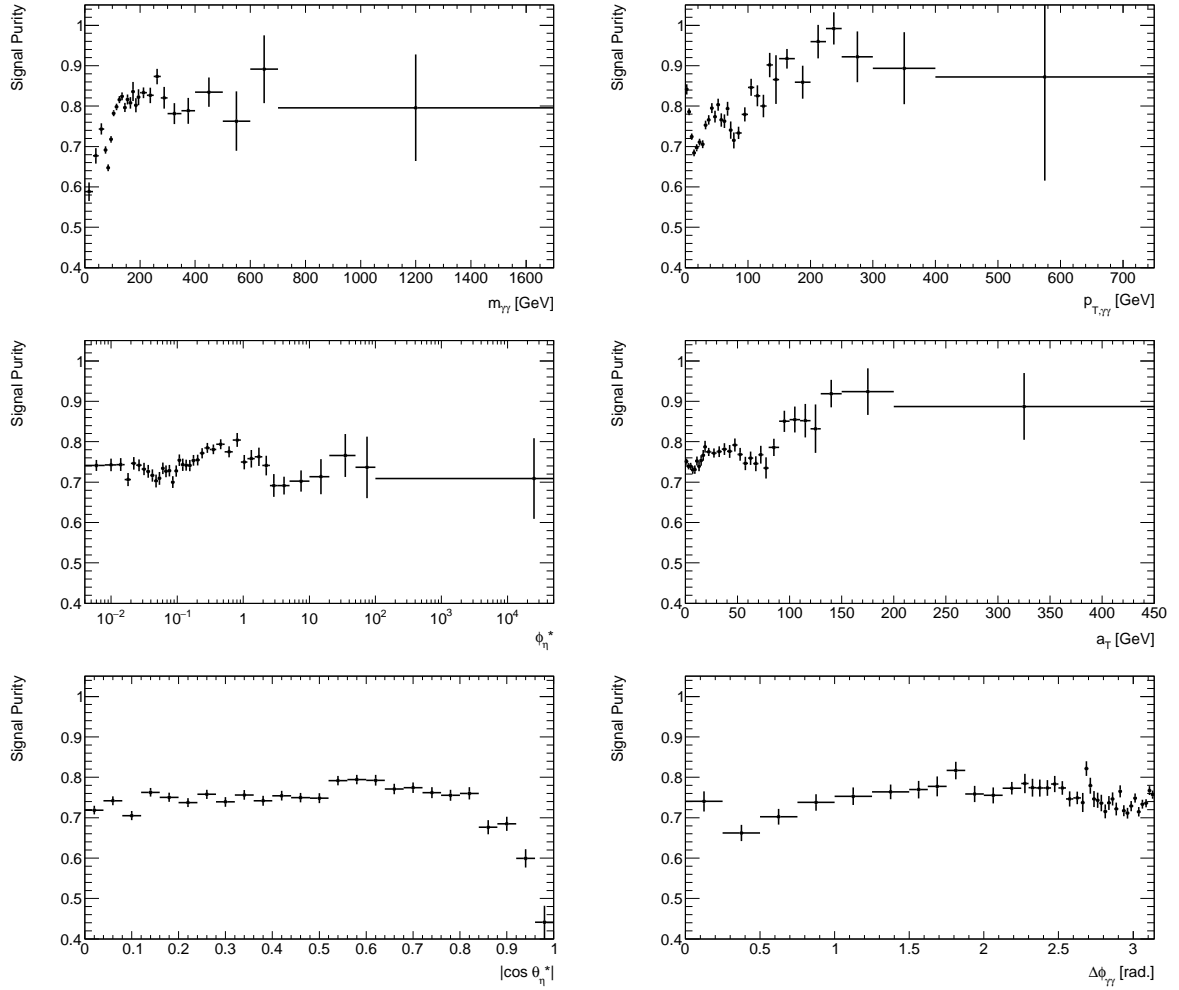 Signal Purity
1
0.9
0.8
0.7
0.6
0.5
0.4
0 200 400 600 800 1000 1200 1400 1600
m_γγ [GeV]
Signal Purity
1
0.9
0.8
0.7
0.6
0.5
0.4
0 100 200 300 400 500 600 700
p_T,γγ [GeV]
Signal Purity
1
0.9
0.8
0.7
0.6
0.5
0.4
10⁻² 10⁻¹ 1 10 10² 10³ 10⁴
ϕ_η*
Signal Purity
1
0.9
0.8
0.7
0.6
0.5
0.4
0 50 100 150 200 250 300 350 400 450
a_T [GeV]
Signal Purity
1
0.9
0.8
0.7
0.6
0.5
0.4
0 0.1 0.2 0.3 0.4 0.5 0.6 0.7 0.8 0.9 1
|cos θ_η*|
Signal Purity
1
0.9
0.8
0.7
0.6
0.5
0.4
0 0.5 1 1.5 2 2.5 3
Δϕ_γγ [rad.]